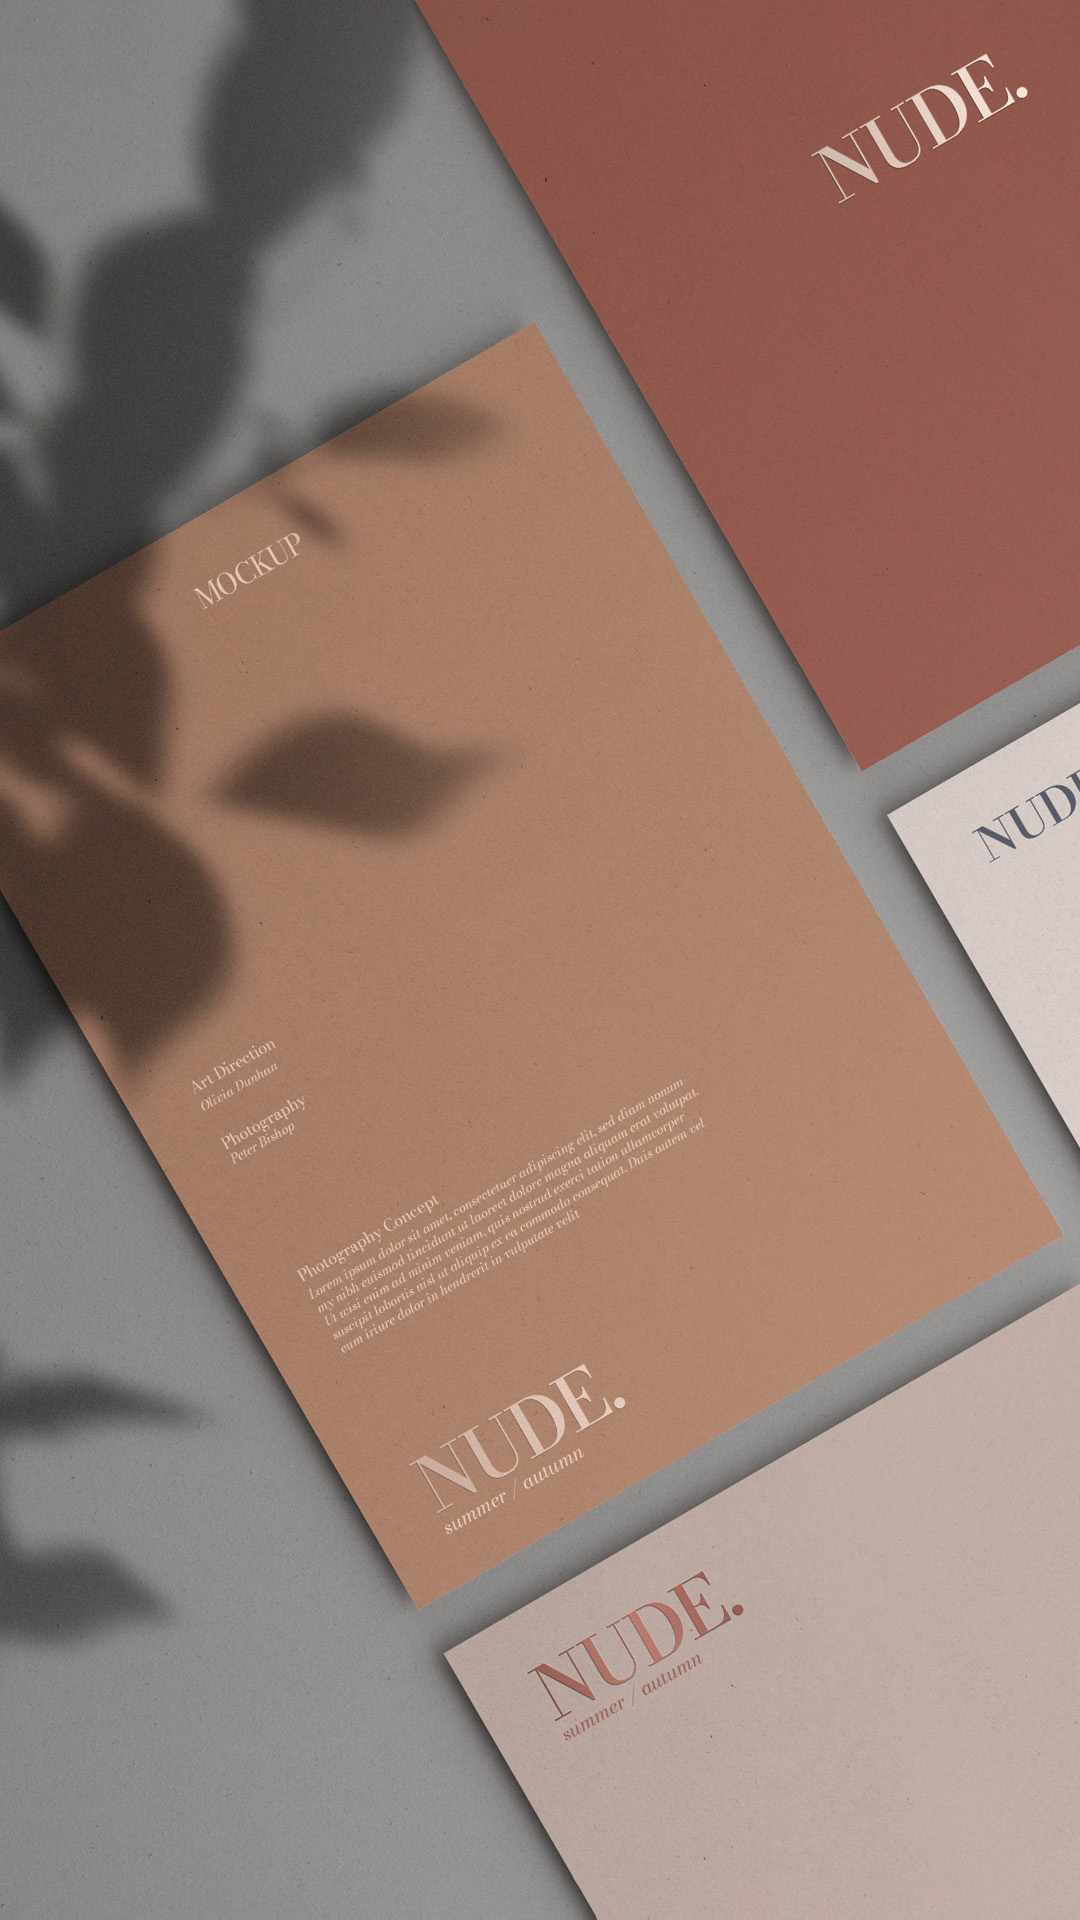 NUDE.
MOCKUP
NUDE
Art Direction
Olivia Dunhan
Photography
Peter Bishop
Photography Concept
Lorem ipsum dolor sit amet, consectetuer adipiscing elit, sed diam nonum
my nibh euismod tincidunt ut laoreet dolore magna aliquam erat volutpat.
Ut wisi enim ad minim veniam, quis nostrud exerci tation ullamcorper
suscipit lobortis nisl ut aliquip ex ea commodo consequat. Duis autem vel
eum iriure dolor in hendrerit in vulputate velit
NUDE.
summer / autumn
NUDE.
summer / autumn